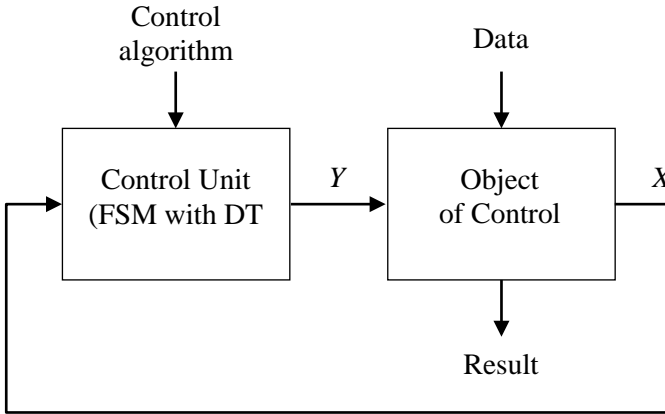 Control
algorithm
Data
Control Unit
(FSM with DT
Y
Object
of Control
X
Result